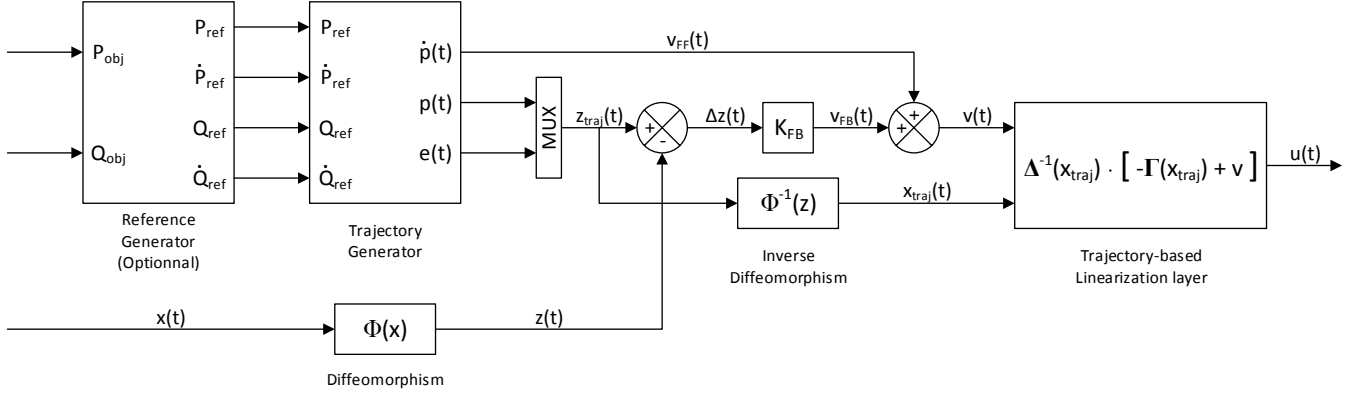 P_obj
Q_obj
P_ref
Ṗ_ref
Q_ref
Q̇_ref
Reference
Generator
(Optionnal)
P_ref
Ṗ_ref
Q_ref
Q̇_ref
ṗ(t)
p(t)
e(t)
Trajectory
Generator
MUX
z_traj(t)
+
-
Δz(t)
K_FB
v_FB(t)
v_FF(t)
+
+
v(t)
Φ^-1(z)
Inverse
Diffeomorphism
x_traj(t)
Δ^-1(x_traj) · [ -Γ(x_traj) + v ]
Trajectory-based
Linearization layer
u(t)
x(t)
Φ(x)
Diffeomorphism
z(t)